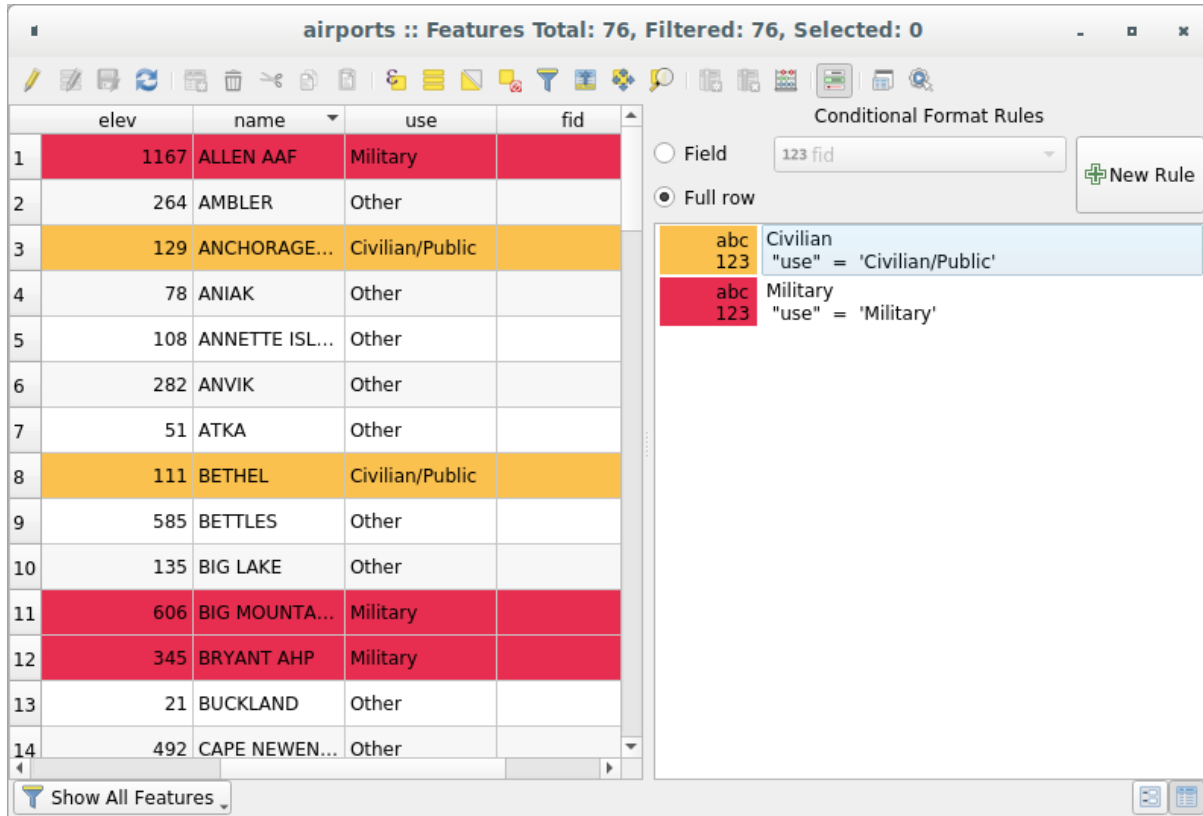 airports :: Features Total: 76, Filtered: 76, Selected: 0
elev name use fid
1 1167 ALLEN AAF Military
2 264 AMBLER Other
3 129 ANCHORAGE... Civilian/Public
4 78 ANIAK Other
5 108 ANNETTE ISL... Other
6 282 ANVIK Other
7 51 ATKA Other
8 111 BETHEL Civilian/Public
9 585 BETTLES Other
10 135 BIG LAKE Other
11 606 BIG MOUNTA... Military
12 345 BRYANT AHP Military
13 21 BUCKLAND Other
14 492 CAPE NEWEN... Other
Show All Features
Conditional Format Rules
Field 123 fid
New Rule
Full row
abc Civilian
123 "use" = 'Civilian/Public'
abc Military
123 "use" = 'Military'